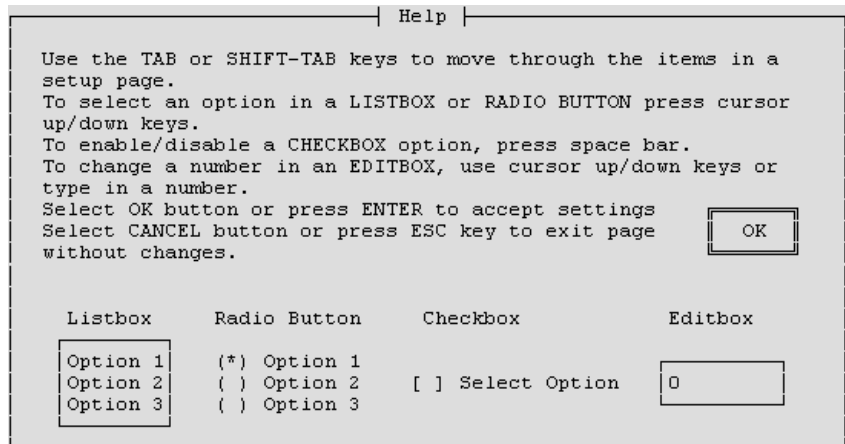 Help
Use the TAB or SHIFT-TAB keys to move through the items in a
setup page.
To select an option in a LISTBOX or RADIO BUTTON press cursor
up/down keys.
To enable/disable a CHECKBOX option, press space bar.
To change a number in an EDITBOX, use cursor up/down keys or
type in a number.
Select OK button or press ENTER to accept settings
Select CANCEL button or press ESC key to exit page
without changes.
OK
Listbox Radio Button Checkbox Editbox
Option 1 (*) Option 1
Option 2 ( ) Option 2 [ ] Select Option 0
Option 3 ( ) Option 3